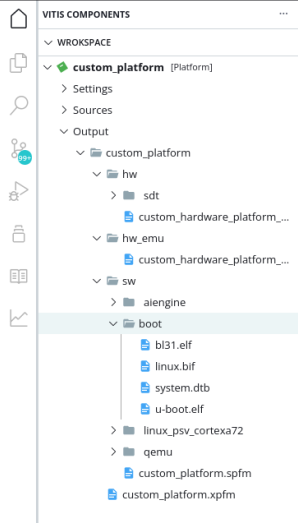 VITIS COMPONENTS
WROKSPACE
custom_platform [Platform]
Settings
Sources
Output
custom_platform
hw
sdt
custom_hardware_platform_...
hw_emu
custom_hardware_platform_...
sw
aiengine
boot
bl31.elf
linux.bif
system.dtb
u-boot.elf
linux_psv_cortexa72
qemu
custom_platform.spfm
custom_platform.xpfm
99+